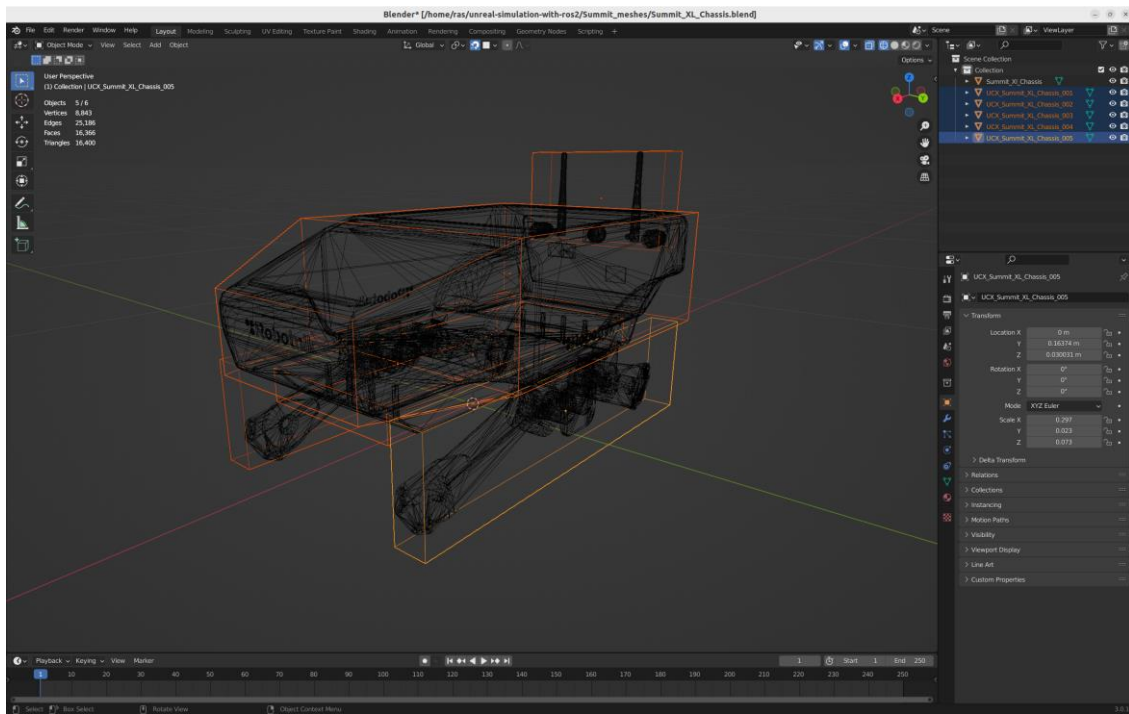 Blender* [/home/ras/unreal-simulation-with-ros2/Summit_meshes/Summit_XL_Chassis.blend]
File Edit Render Window Help Layout Modeling Sculpting UV Editing Texture Paint Shading Animation Rendering Compositing Geometry Nodes Scripting + Scene ViewLayer
Object Mode View Select Add Object Global
Options
User Perspective
(1) Collection | UCX_Summit_XL_Chassis_005
Objects 5/6
Vertices 8,843
Edges 25,186
Faces 16,366
Triangles 16,400
Scene Collection
Collection
Summit_Xl_Chassis
UCX_Summit_XL_Chassis_001
UCX_Summit_XL_Chassis_002
UCX_Summit_XL_Chassis_003
UCX_Summit_XL_Chassis_004
UCX_Summit_XL_Chassis_005
UCX_Summit_XL_Chassis_005
UCX_Summit_XL_Chassis_005
Transform
Location X 0 m
Y 0.16374 m
Z 0.030031 m
Rotation X 0°
Y 0°
Z 0°
Mode XYZ Euler
Scale X 0.297
Y 0.023
Z 0.073
Delta Transform
Relations
Collections
Instancing
Motion Paths
Visibility
Viewport Display
Line Art
Custom Properties
Playback Keying View Marker 1 Start 1 End 250
1 10 20 30 40 50 60 70 80 90 100 110 120 130 140 150 160 170 180 190 200 210 220 230 240 250
Select Box Select Rotate View Object Context Menu